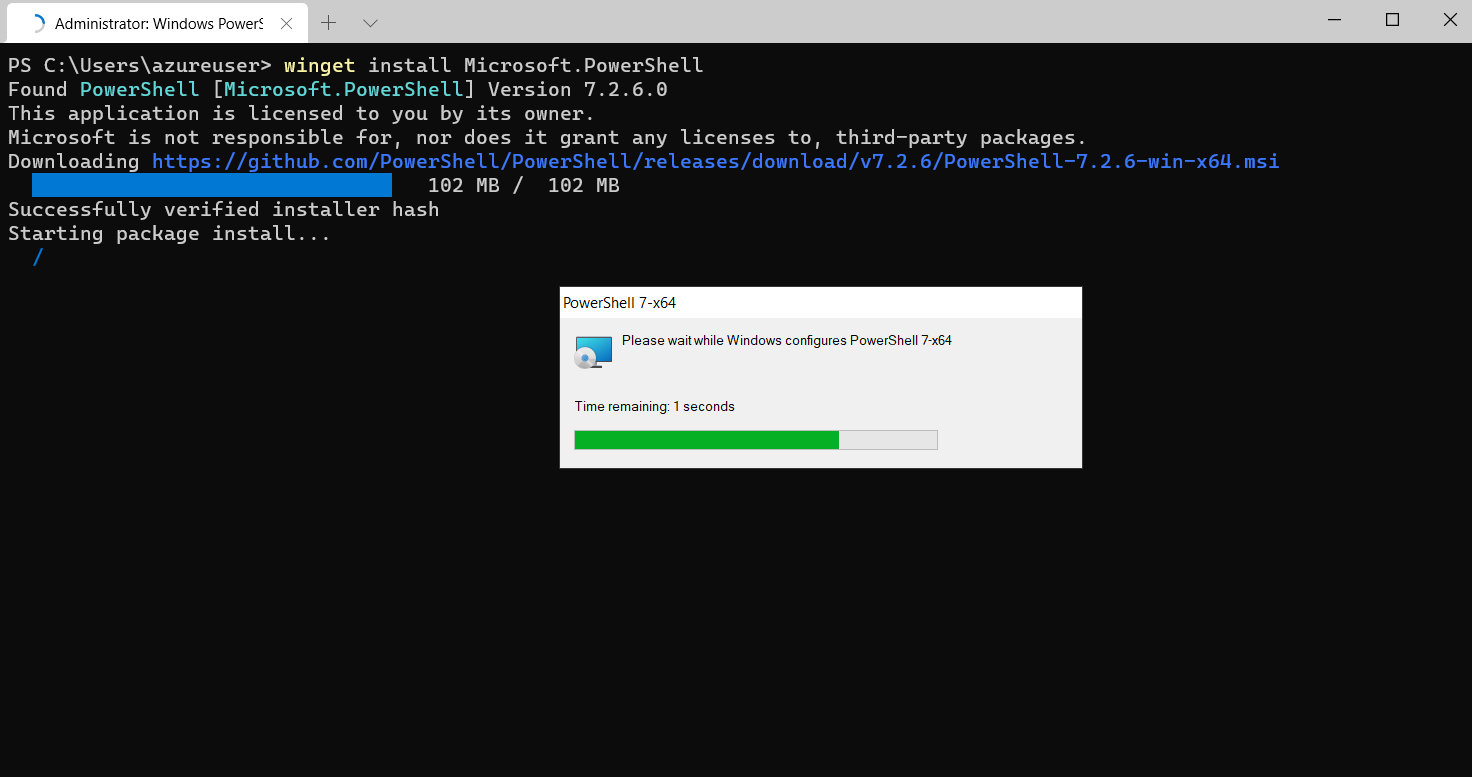 Administrator: Windows PowerS
PS C:\Users\azureuser> winget install Microsoft.PowerShell
Found PowerShell [Microsoft.PowerShell] Version 7.2.6.0
This application is licensed to you by its owner.
Microsoft is not responsible for, nor does it grant any licenses to, third-party packages.
Downloading https://github.com/PowerShell/PowerShell/releases/download/v7.2.6/PowerShell-7.2.6-win-x64.msi
102 MB / 102 MB
Successfully verified installer hash
Starting package install...
/
PowerShell 7-x64
Please wait while Windows configures PowerShell 7-x64
Time remaining: 1 seconds